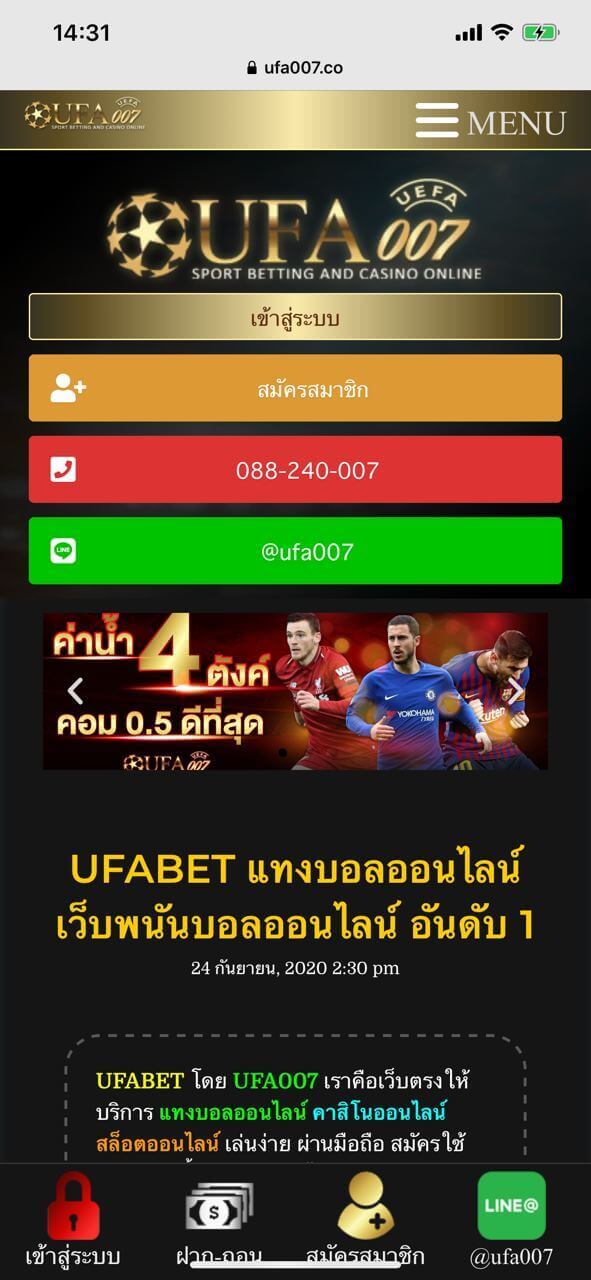 14:31
ufa007.co
UFA 007
UEFA
SPORT BETTING AND CASINO ONLINE
MENU
UEFA
UFA 007
SPORT BETTING AND CASINO ONLINE
เข้าสู่ระบบ
สมัครสมาชิก
088-240-007
@ufa007
ค่าน้ำ 4 ตังค์
คอม 0.5 ดีที่สุด
UFA 007
YOKOHAMA
UFABET แทงบอลออนไลน์
เว็บพนันบอลออนไลน์ อันดับ 1
24 กันยายน, 2020 2:30 pm
UFABET โดย UFA007 เราคือเว็บตรงให้
บริการ แทงบอลออนไลน์ คาสิโนออนไลน์
สล็อตออนไลน์ เล่นง่าย ผ่านมือถือ สมัครใช้
LINE@
เข้าสู่ระบบ ฝาก-ถอน สมัครสมาชิก @ufa007